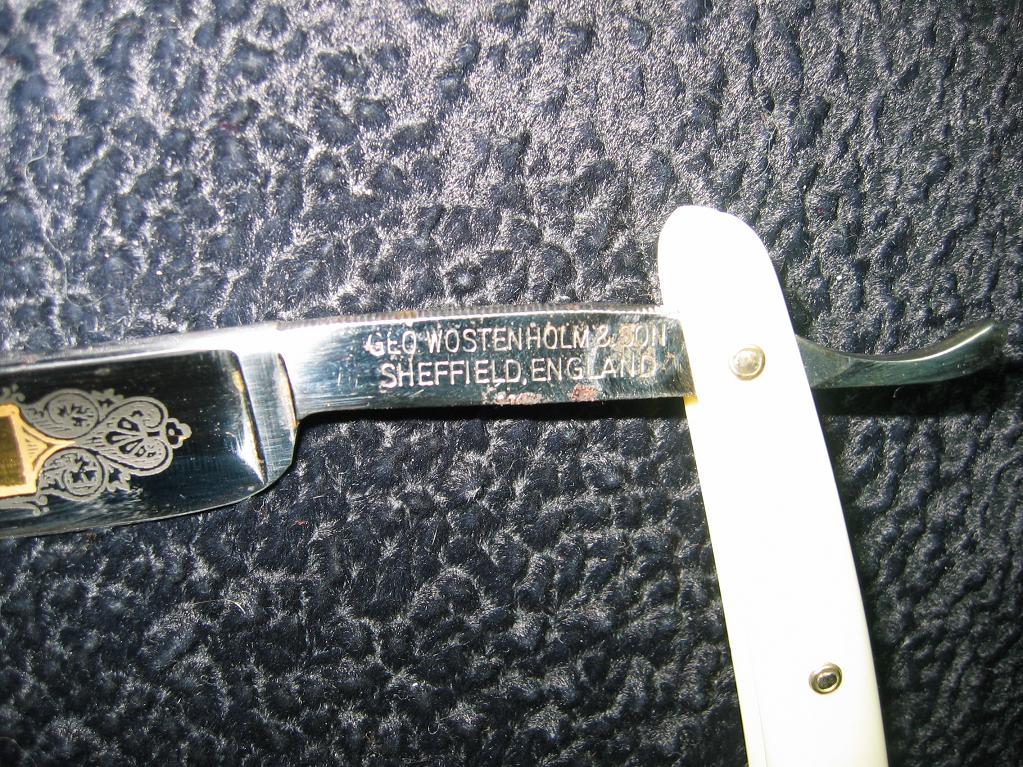 GEO WOSTENHOLM & SON
SHEFFIELD, ENGLAND